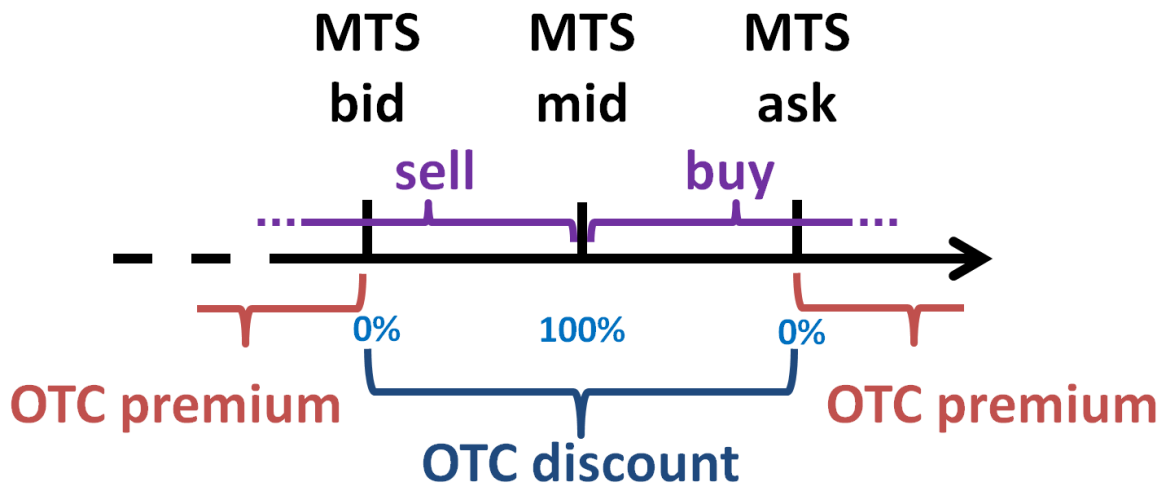 MTS MTS MTS
bid mid ask
sell buy
0% 100% 0%
OTC premium OTC premium
OTC discount